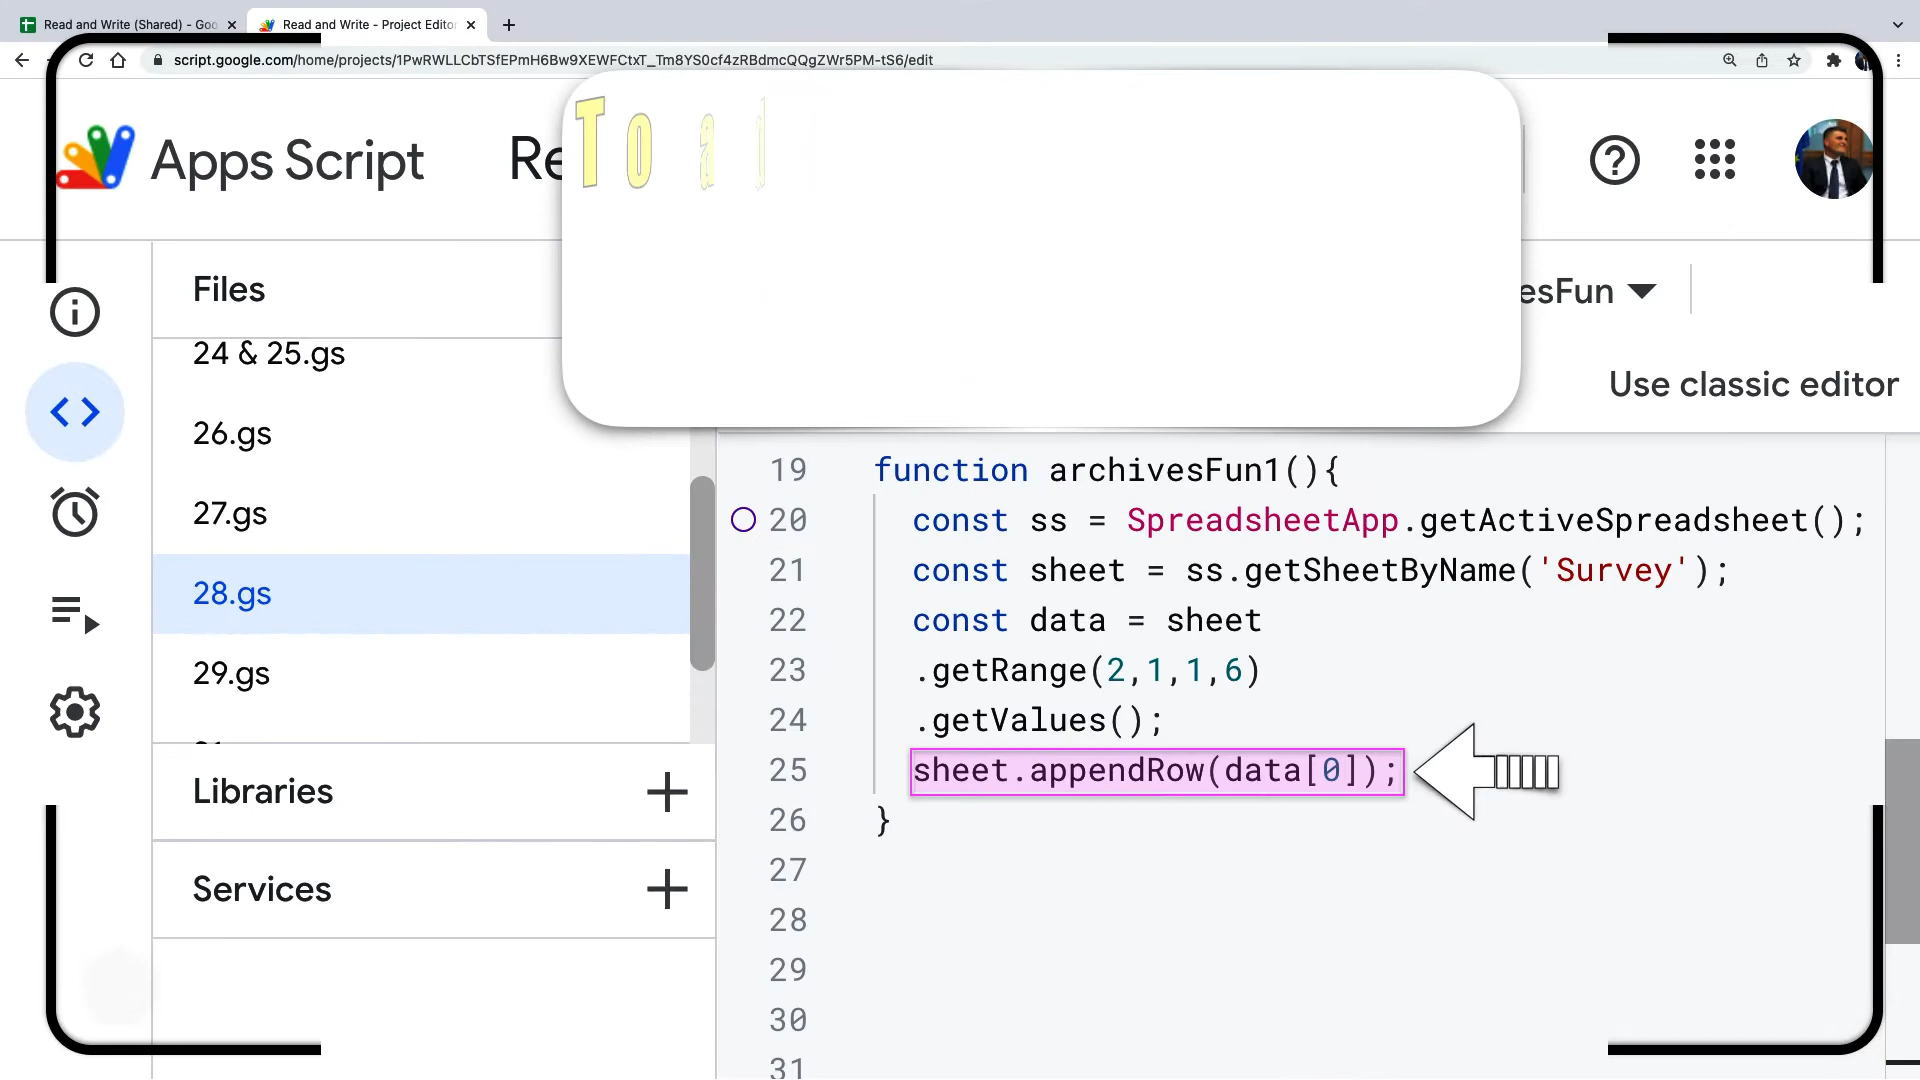 Read and Write (Shared) - Goo
Read and Write - Project Editor
script.google.com/home/projects/1PwRWLLCbTSfEPmH6Bw9XEWFCtxT_Tm8YS0cf4zRBdmcQQgZWr5PM-tS6/edit
To a
Apps Script
Re
Files
esFun
24 & 25.gs
Use classic editor
26.gs
27.gs
28.gs
29.gs
Libraries
Services
19 function archivesFun1(){
20 const ss = SpreadsheetApp.getActiveSpreadsheet();
21 const sheet = ss.getSheetByName('Survey');
22 const data = sheet
23 .getRange(2,1,1,6)
24 .getValues();
25 sheet.appendRow(data[0]);
26 }
27
28
29
30
31